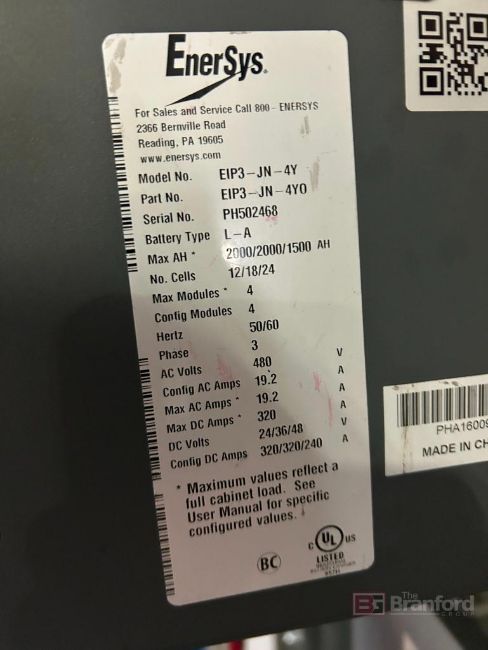 EnerSys.
For Sales and Service Call 800 - ENERSYS
2366 Bernville Road
Reading, PA 19605
www.enersys.com
Model No. EIP3-JN-4Y
Part No. EIP3-JN-4YO
Serial No. PH502468
Battery Type L-A
Max AH * 2000/2000/1500 AH
No. Cells 12/18/24
Max Modules * 4
Config Modules 4
Hertz 50/60
Phase 3
AC Volts 480 V
Config AC Amps 19.2 A
Max AC Amps * 19.2 A
Max DC Amps * 320 A
DC Volts 24/36/48 V
Config DC Amps 320/320/240 A
* Maximum values reflect a
full cabinet load. See
User Manual for specific
configured values.
C UL US
LISTED
BC
PHA16009
MADE IN CH
The
BG Branford
GROUP